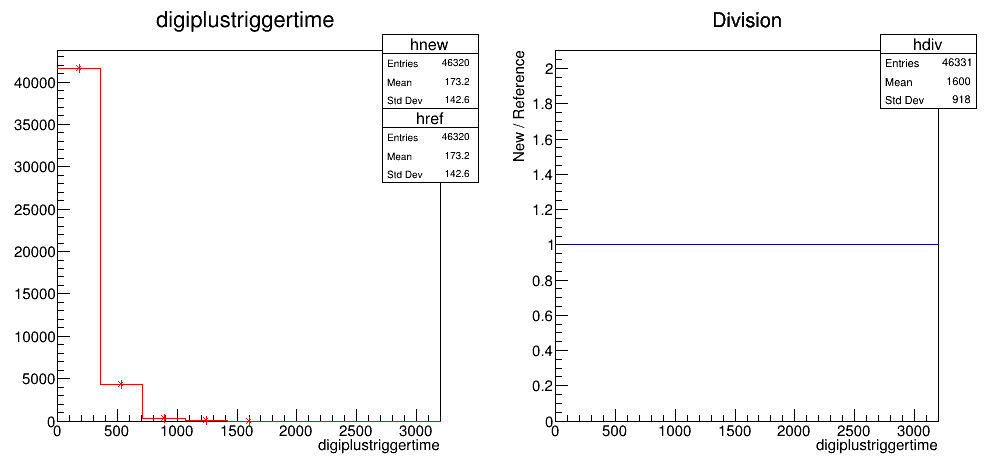 digiplustriggertime
hnew
Entries 46320
Mean 173.2
Std Dev 142.6
href
Entries 46320
Mean 173.2
Std Dev 142.6
40000
35000
30000
25000
20000
15000
10000
5000
0
0 500 1000 1500 2000 2500 3000
digiplustriggertime
Division
hdiv
Entries 46331
Mean 1600
Std Dev 918
New / Reference
2
1.8
1.6
1.4
1.2
1
0.8
0.6
0.4
0.2
0
0 500 1000 1500 2000 2500 3000
digiplustriggertime